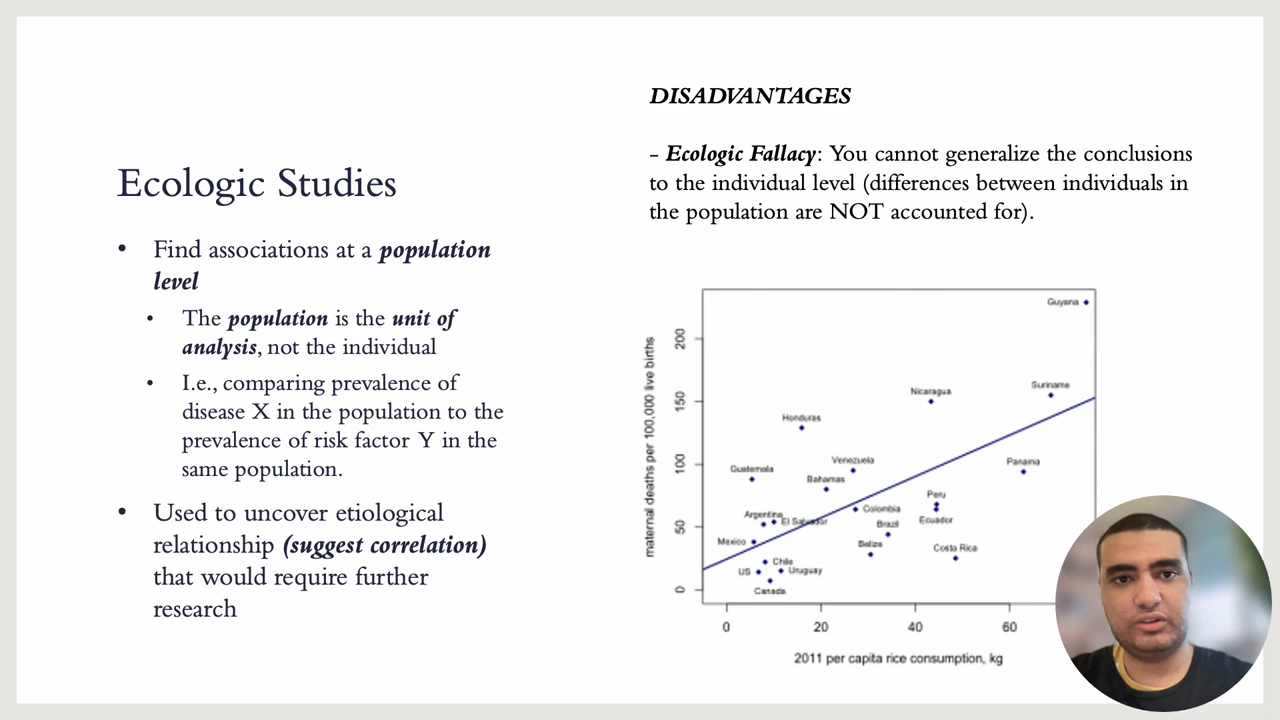 Ecologic Studies
• Find associations at a population
level
• The population is the unit of
analysis, not the individual
• I.e., comparing prevalence of
disease X in the population to the
prevalence of risk factor Y in the
same population.
• Used to uncover etiological
relationship (suggest correlation)
that would require further
research
DISADVANTAGES
– Ecologic Fallacy: You cannot generalize the conclusions
to the individual level (differences between individuals in
the population are NOT accounted for).
maternal deaths per 100,000 live births
200
150
100
50
0
Guyana
Suriname
Nicaragua
Honduras
Venezuela
Panama
Guatemala
Bahamas
Peru
Argentina
El Salvador
Colombia
Ecuador
Brazil
Mexico
Belize
Costa Rica
Chile
US
Uruguay
Canada
0 20 40 60
2011 per capita rice consumption, kg